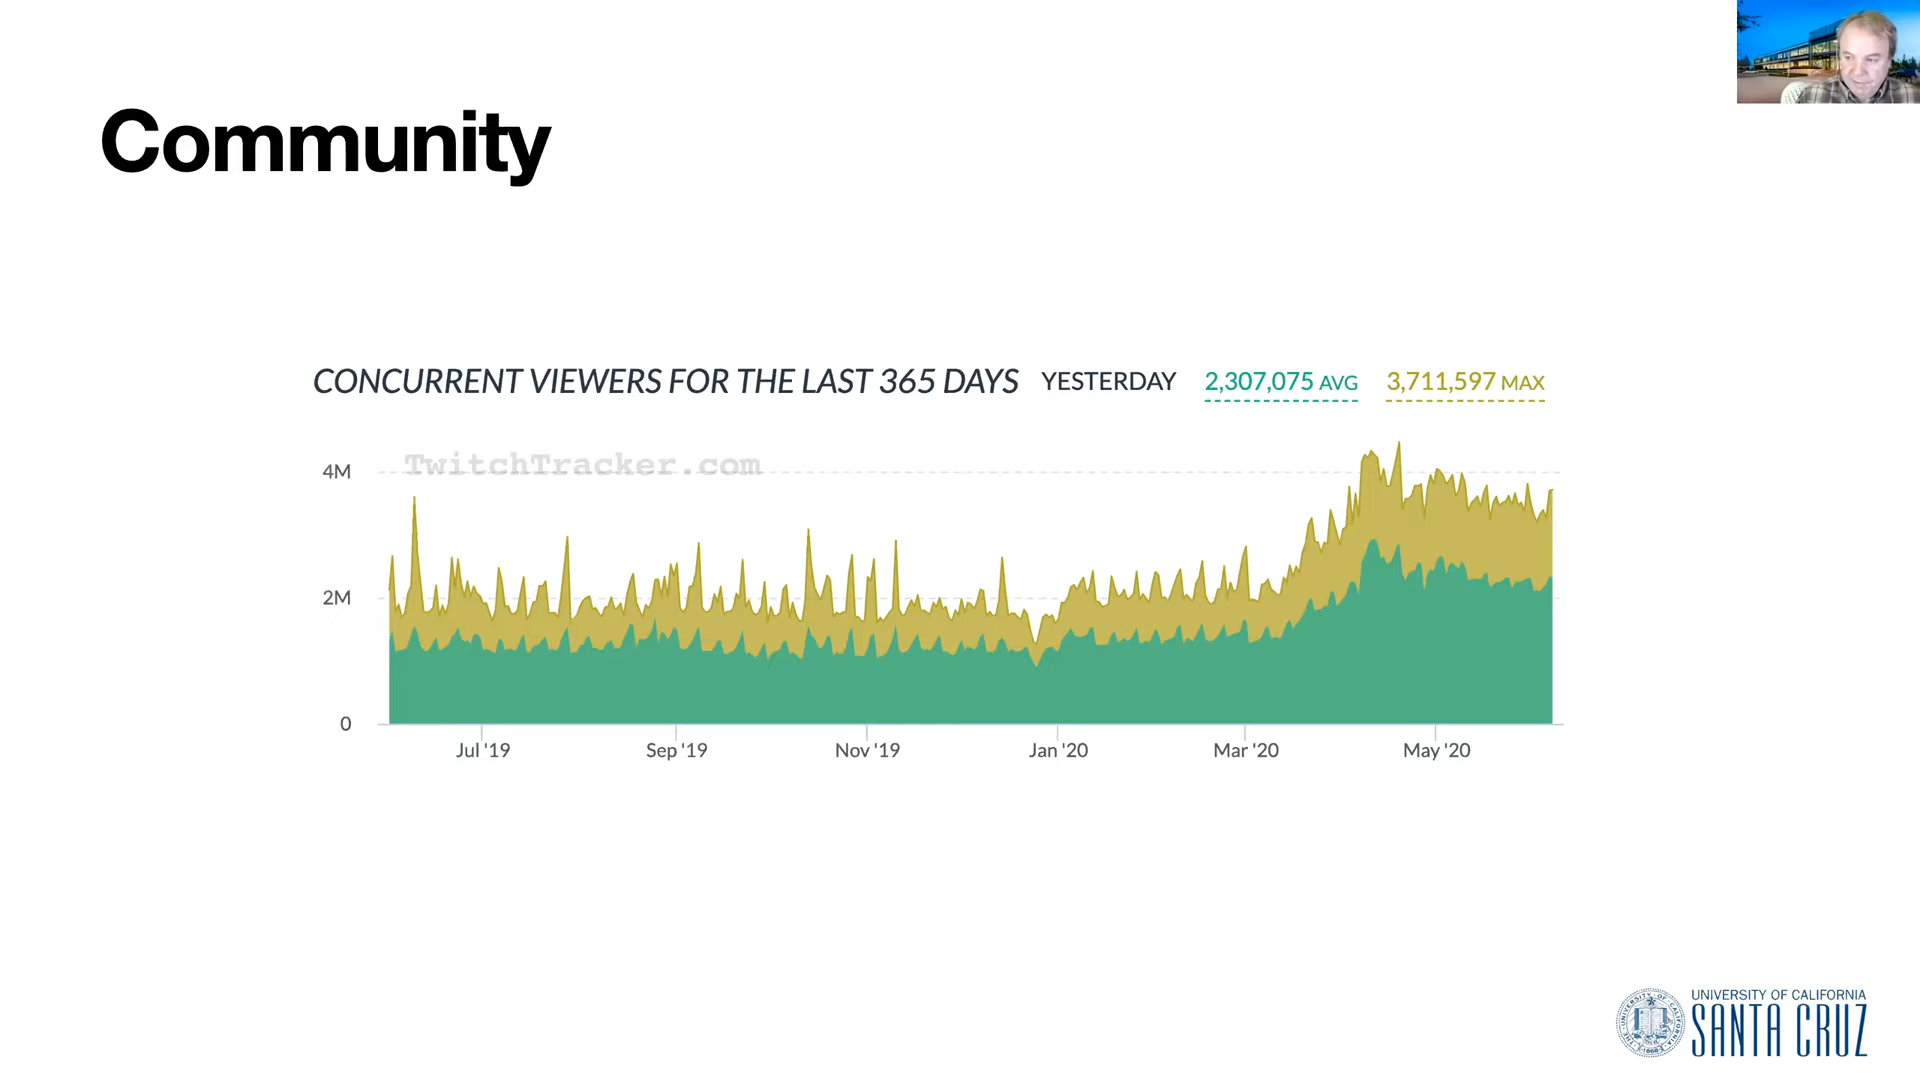 Community
CONCURRENT VIEWERS FOR THE LAST 365 DAYS YESTERDAY 2,307,075 AVG 3,711,597 MAX
TwitchTracker.com
4M
2M
0
Jul '19 Sep '19 Nov '19 Jan '20 Mar '20 May '20
UNIVERSITY OF CALIFORNIA
SANTA CRUZ